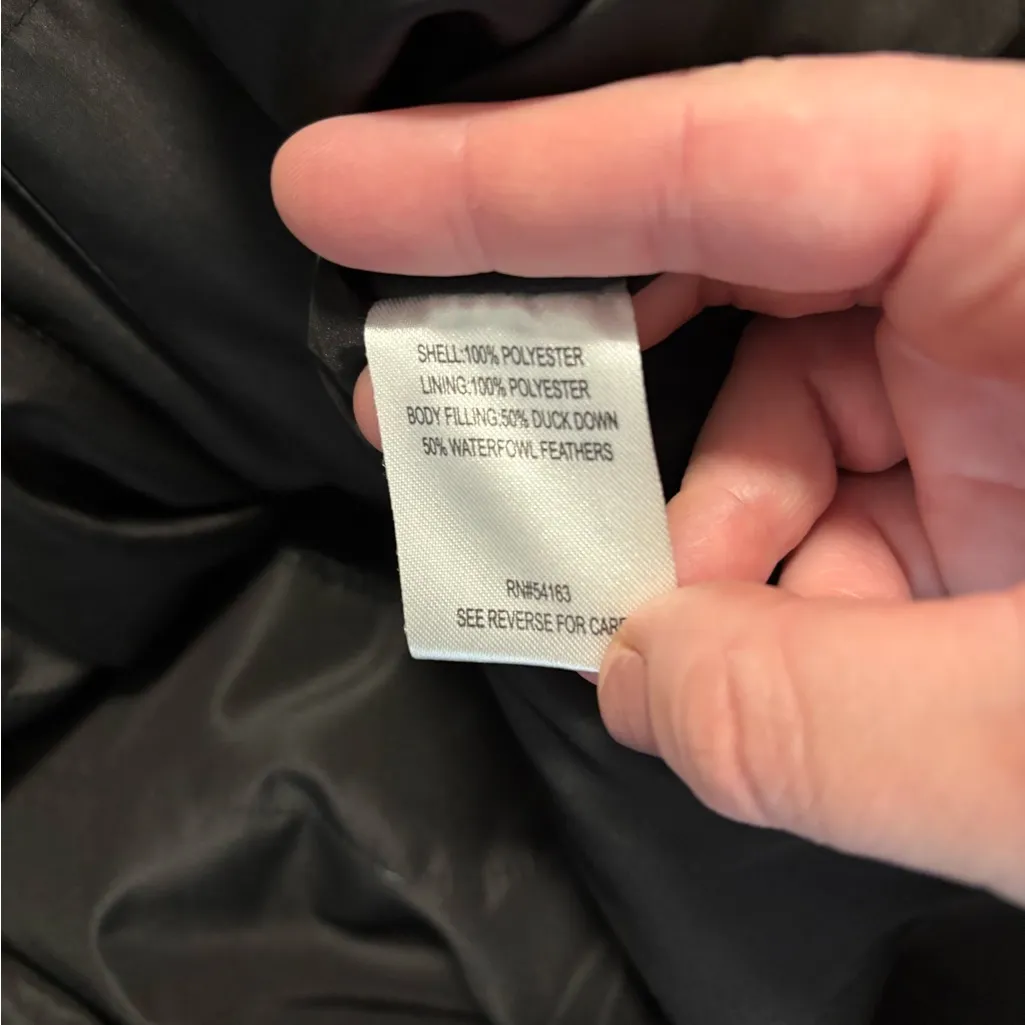 SHELL:100% POLYESTER
LINING:100% POLYESTER
BODY FILLING:50% DUCK DOWN
50% WATERFOWL FEATHERS
RN#54163
SEE REVERSE FOR CARE